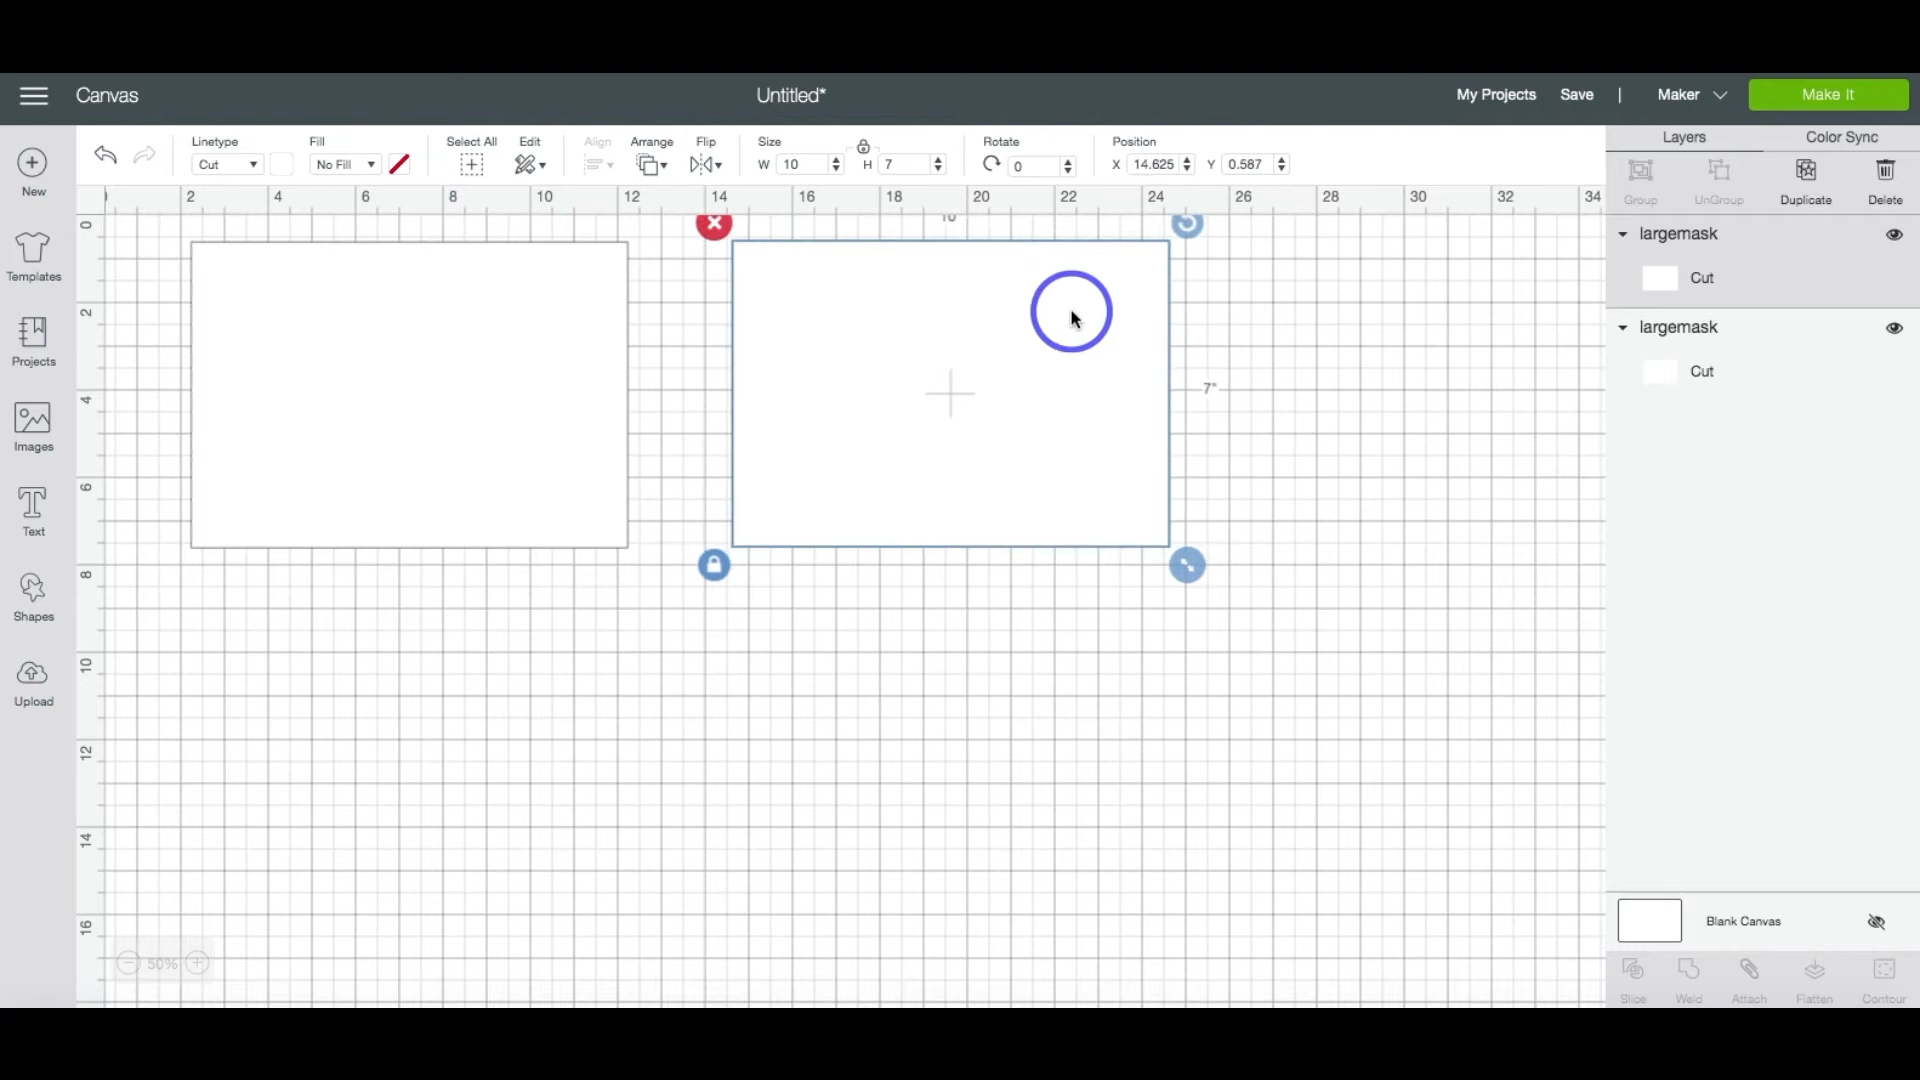 Canvas
Untitled*
My Projects Save | Maker Make It
Linetype Fill Select All Edit Align Arrange Flip Size Rotate Position
Cut No Fill W 10 H 7 0 X 14.625 Y 0.587
Layers Color Sync
Group UnGroup Duplicate Delete
New
Templates
Projects
Images
Text
Shapes
Upload
2 4 6 8 10 12 14 16 18 20 22 24 26 28 30 32 34
0
2
4
6
8
10
12
14
16
7"
largemask
Cut
largemask
Cut
Blank Canvas
50%
Slice Weld Attach Flatten Contour